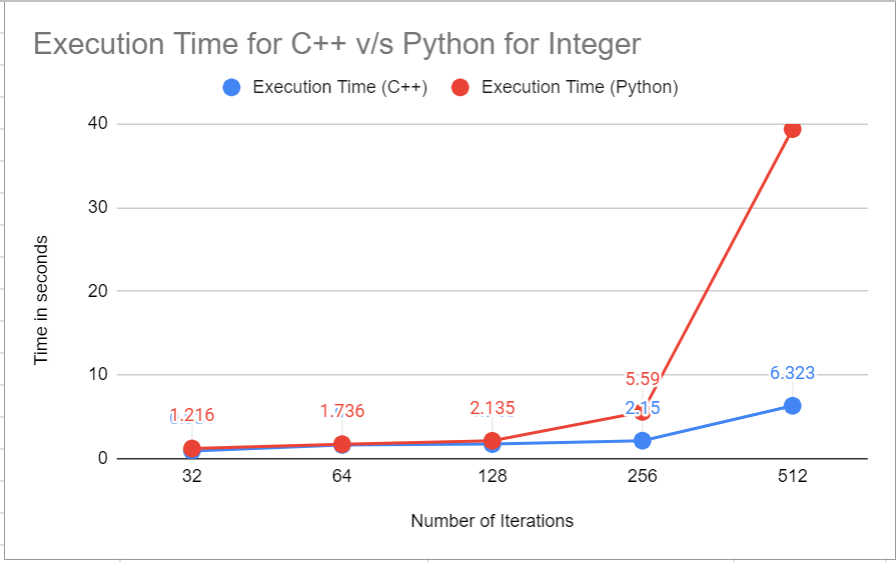 Execution Time for C++ v/s Python for Integer
Execution Time (C++) Execution Time (Python)
40
30
20
10
0
Time in seconds
1.216
1.736
2.135
5.59
2.15
6.323
32 64 128 256 512
Number of Iterations